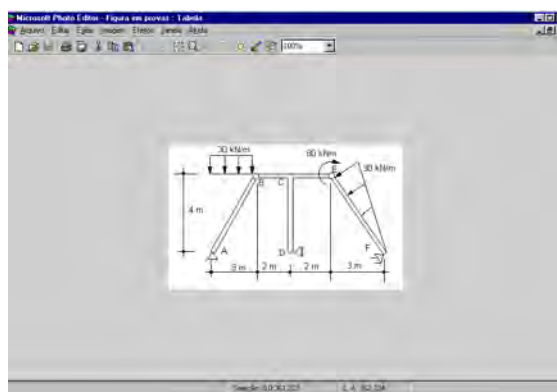 Microsoft Photo Editor - Figura em provas : Tabela
Arquivo Editar Exibir Imagem Efeitos Janela Ajuda
100%
30 kN/m
80 kNm
E
90 kN/m
B
C
4 m
A
D
F
3 m
2 m
2 m
3 m